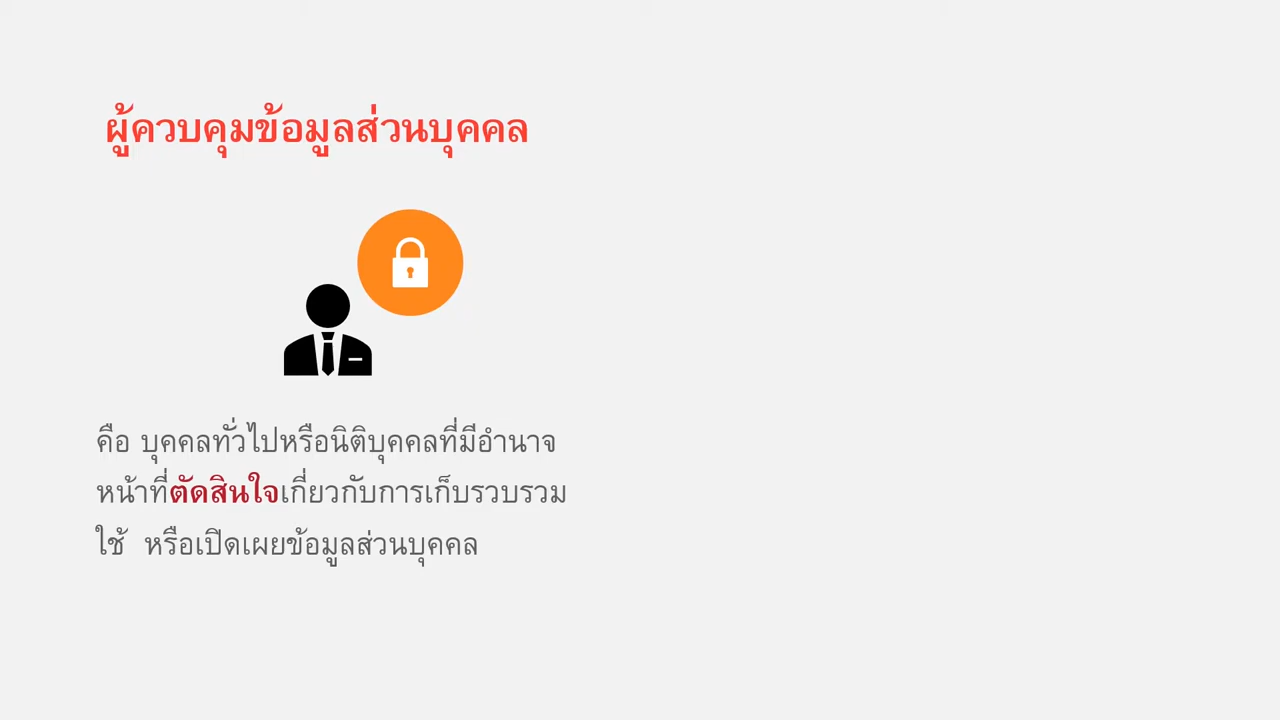 ผู้ควบคุมข้อมูลส่วนบุคคล
คือ บุคคลทั่วไปหรือนิติบุคคลที่มีอำนาจ
หน้าที่ตัดสินใจเกี่ยวกับการเก็บรวบรวม
ใช้ หรือเปิดเผยข้อมูลส่วนบุคคล